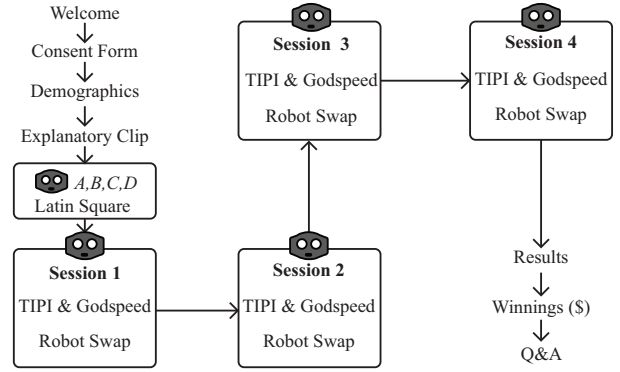 Welcome
Consent Form
Demographics
Explanatory Clip
A,B,C,D
Latin Square
Session 1
TIPI & Godspeed
Robot Swap
Session 2
TIPI & Godspeed
Robot Swap
Session 3
TIPI & Godspeed
Robot Swap
Session 4
TIPI & Godspeed
Robot Swap
Results
Winnings ($)
Q&A